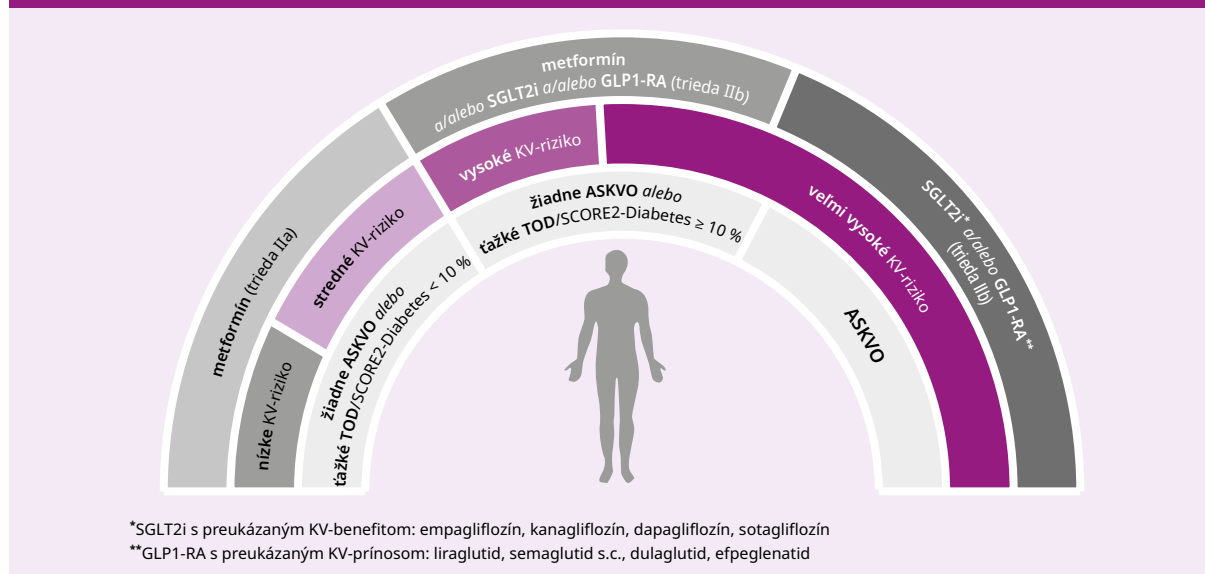 metformín
a/alebo SGLT2i a/alebo GLP1-RA (trieda IIb)
metformín (trieda IIa)
SGLT2i* a/alebo GLP1-RA**
(trieda IIb)
nízke KV-riziko
stredné KV-riziko
vysoké KV-riziko
veľmi vysoké KV-riziko
žiadne ASKVO alebo
ťažké TOD/SCORE2-Diabetes < 10 %
žiadne ASKVO alebo
ťažké TOD/SCORE2-Diabetes ≥ 10 %
ASKVO
*SGLT2i s preukázaným KV-benefitom: empagliflozín, kanagliflozín, dapagliflozín, sotagliflozín
**GLP1-RA s preukázaným KV-prínosom: liraglutid, semaglutid s.c., dulaglutid, efpeglenatid